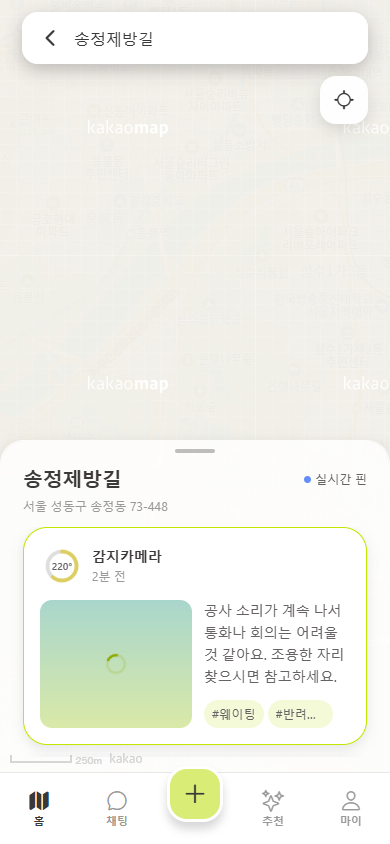 송정제방길
kakaomap
kakaomap
kakao
kakaomap
kakao
송정제방길
실시간 핀
서울 성동구 송정동 73-448
220°
감지카메라
2분 전
공사 소리가 계속 나서
통화나 회의는 어려울
것 같아요. 조용한 자리
찾으시면 참고하세요.
#웨이팅
#반려...
250m
kakao
홈
채팅
추천
마이